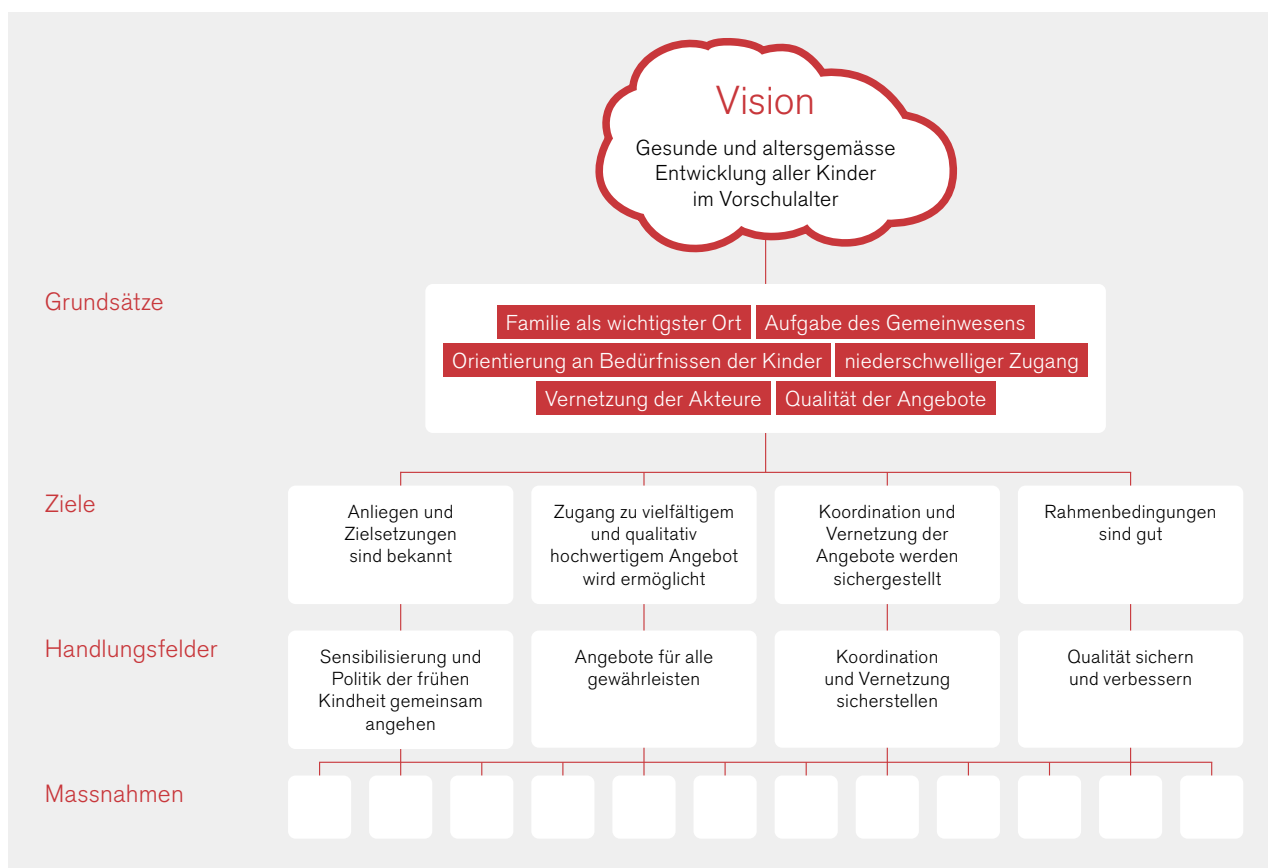 Vision
Gesunde und altersgemässe
Entwicklung aller Kinder
im Vorschulalter
Grundsätze
Familie als wichtigster Ort
Aufgabe des Gemeinwesens
Orientierung an Bedürfnissen der Kinder
niederschwelliger Zugang
Vernetzung der Akteure
Qualität der Angebote
Ziele
Anliegen und
Zielsetzungen
sind bekannt
Zugang zu vielfältigem
und qualitativ
hochwertigem Angebot
wird ermöglicht
Koordination und
Vernetzung der
Angebote werden
sichergestellt
Rahmenbedingungen
sind gut
Handlungsfelder
Sensibilisierung und
Politik der frühen
Kindheit gemeinsam
angehen
Angebote für alle
gewährleisten
Koordination
und Vernetzung
sicherstellen
Qualität sichern
und verbessern
Massnahmen